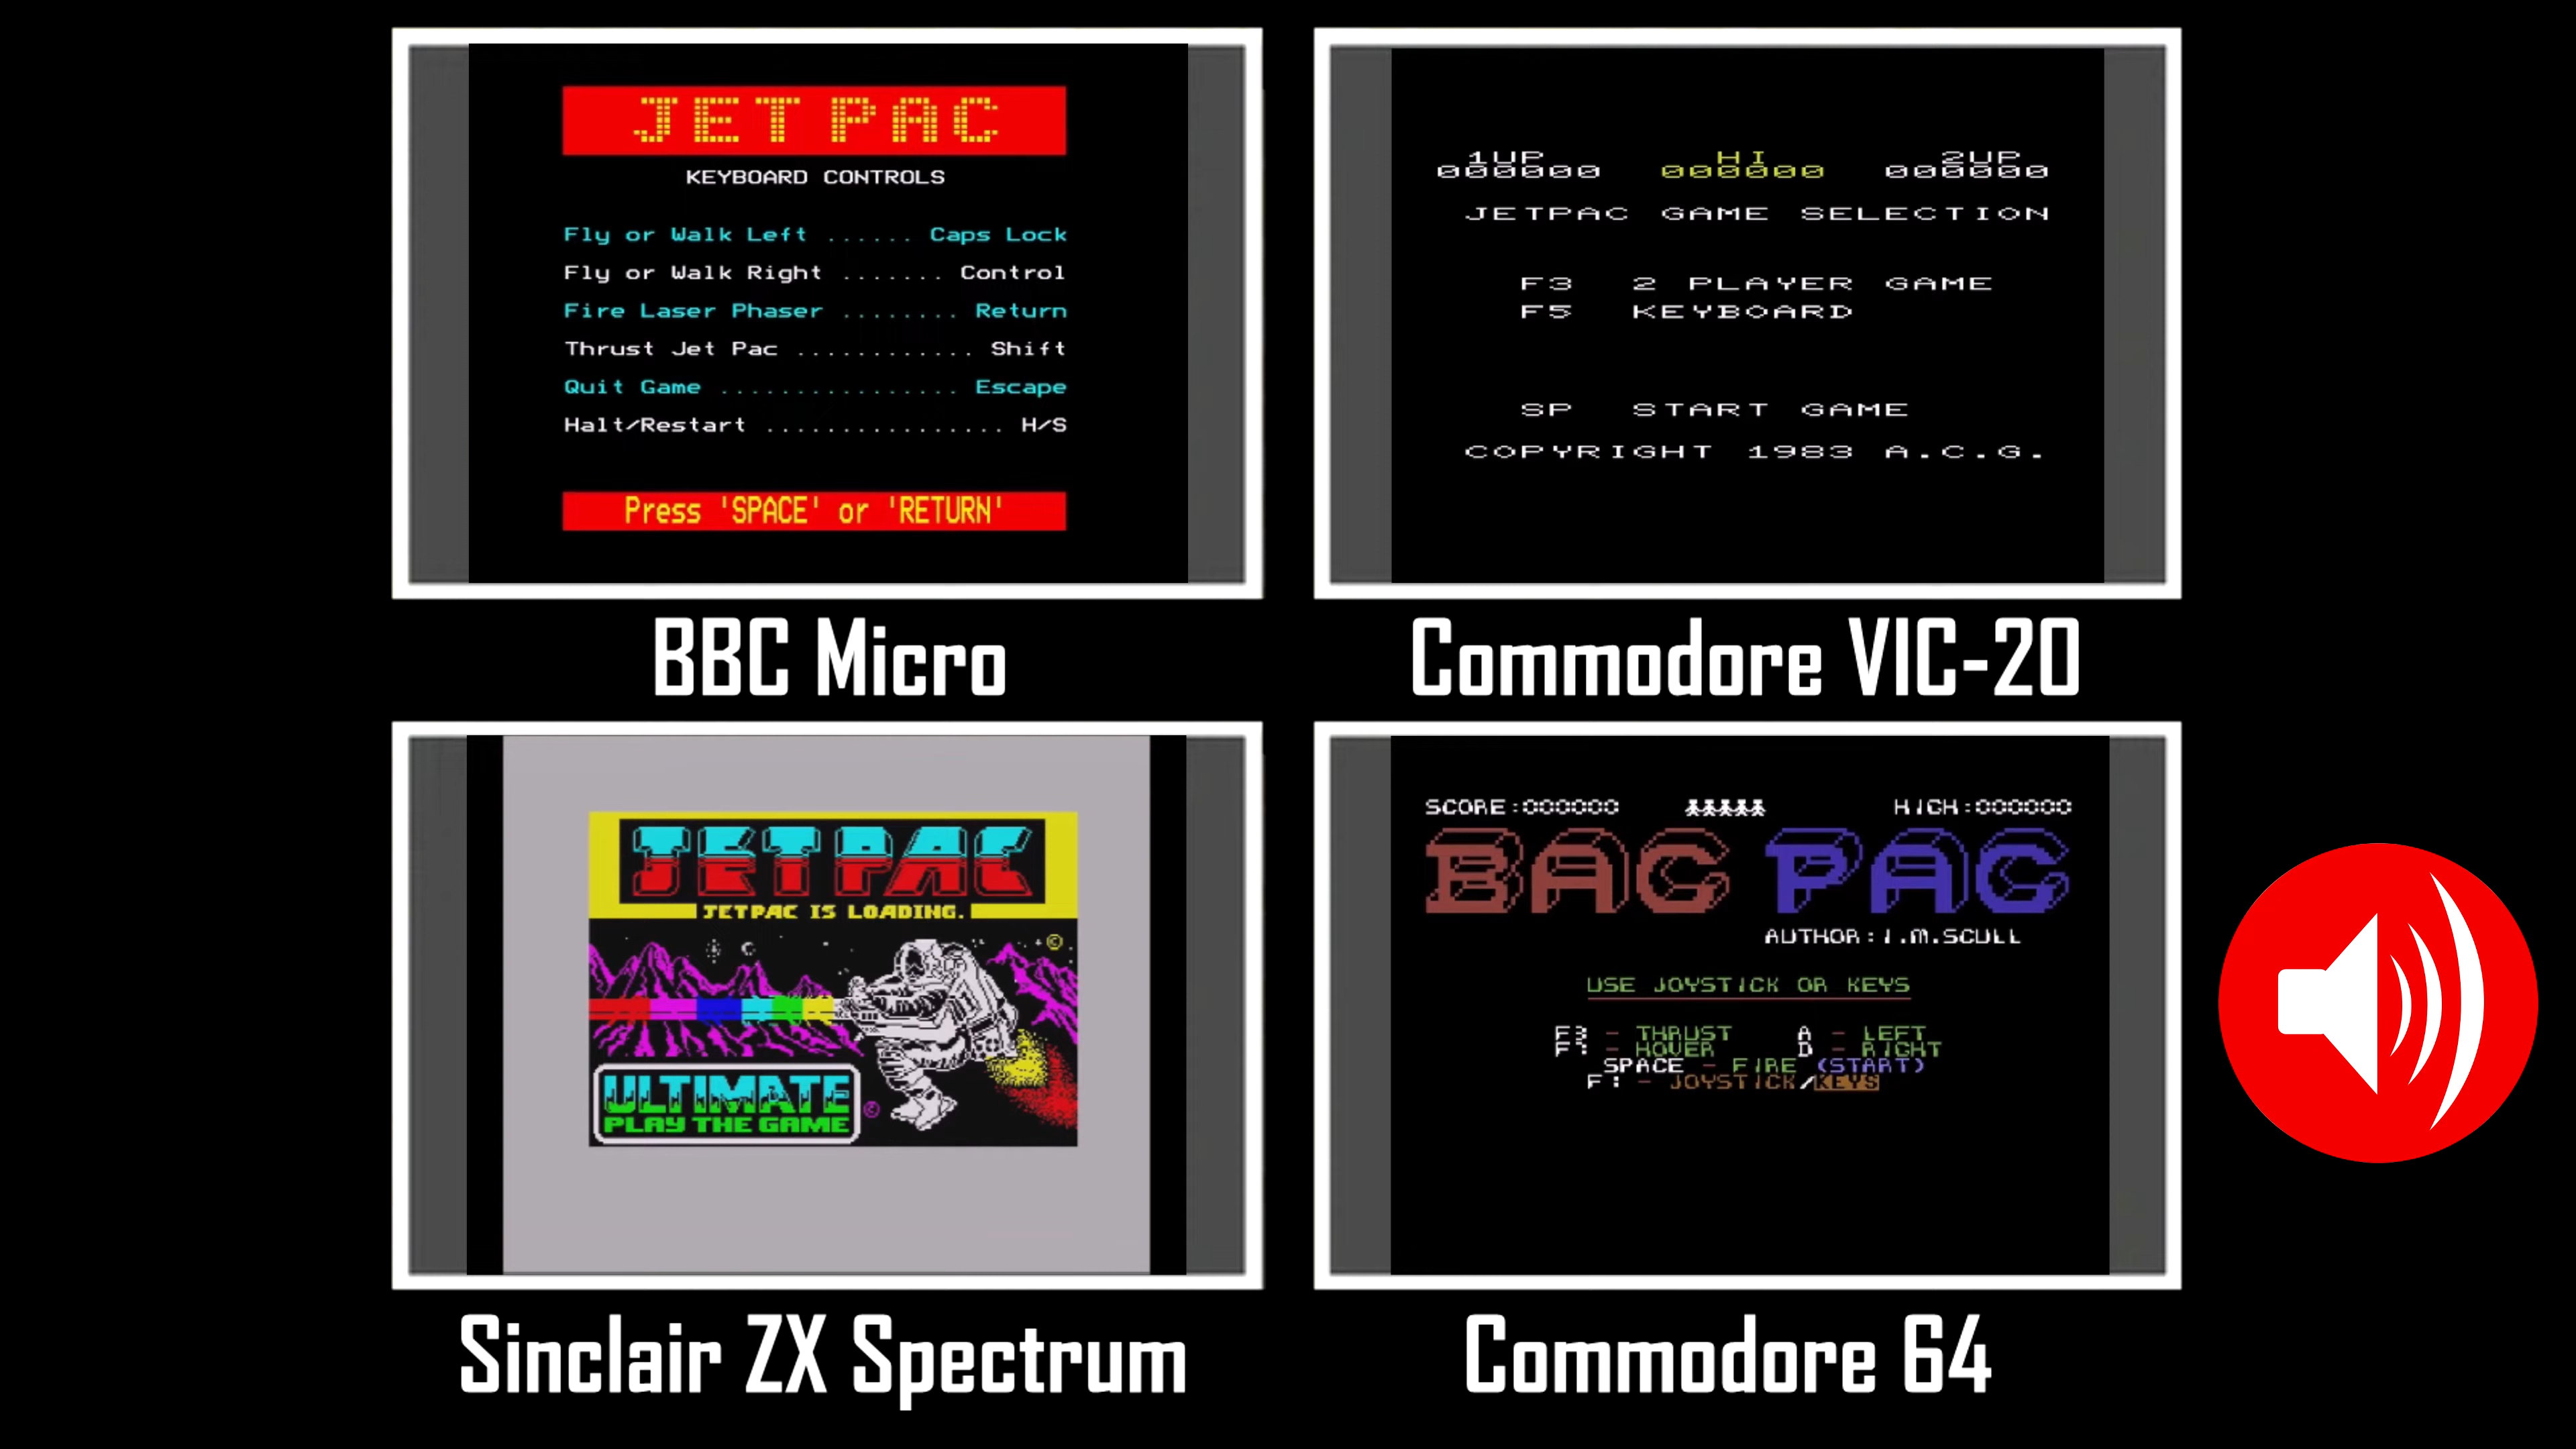 JET PAC
KEYBOARD CONTROLS
Fly or Walk Left ...... Caps Lock
Fly or Walk Right ....... Control
Fire Laser Phaser ........ Return
Thrust Jet Pac ............ Shift
Quit Game ................ Escape
Halt/Restart ................ H/S
Press 'SPACE' or 'RETURN'
BBC Micro
1UP HI 2UP
000000 000000 000000
JETPAC GAME SELECTION
F3 2 PLAYER GAME
F5 KEYBOARD
SP START GAME
COPYRIGHT 1983 A.C.G.
Commodore VIC-20
JETPAC
JETPAC IS LOADING.
©
ULTIMATE
PLAY THE GAME
©
Sinclair ZX Spectrum
SCORE:000000 HIGH:000000
BAG PAC
AUTHOR:I.M.SCULL
USE JOYSTICK OR KEYS
F3 - THRUST A - LEFT
- HOVER D - RIGHT
SPACE - FIRE (START)
- JOYSTICK/KEYS
Commodore 64